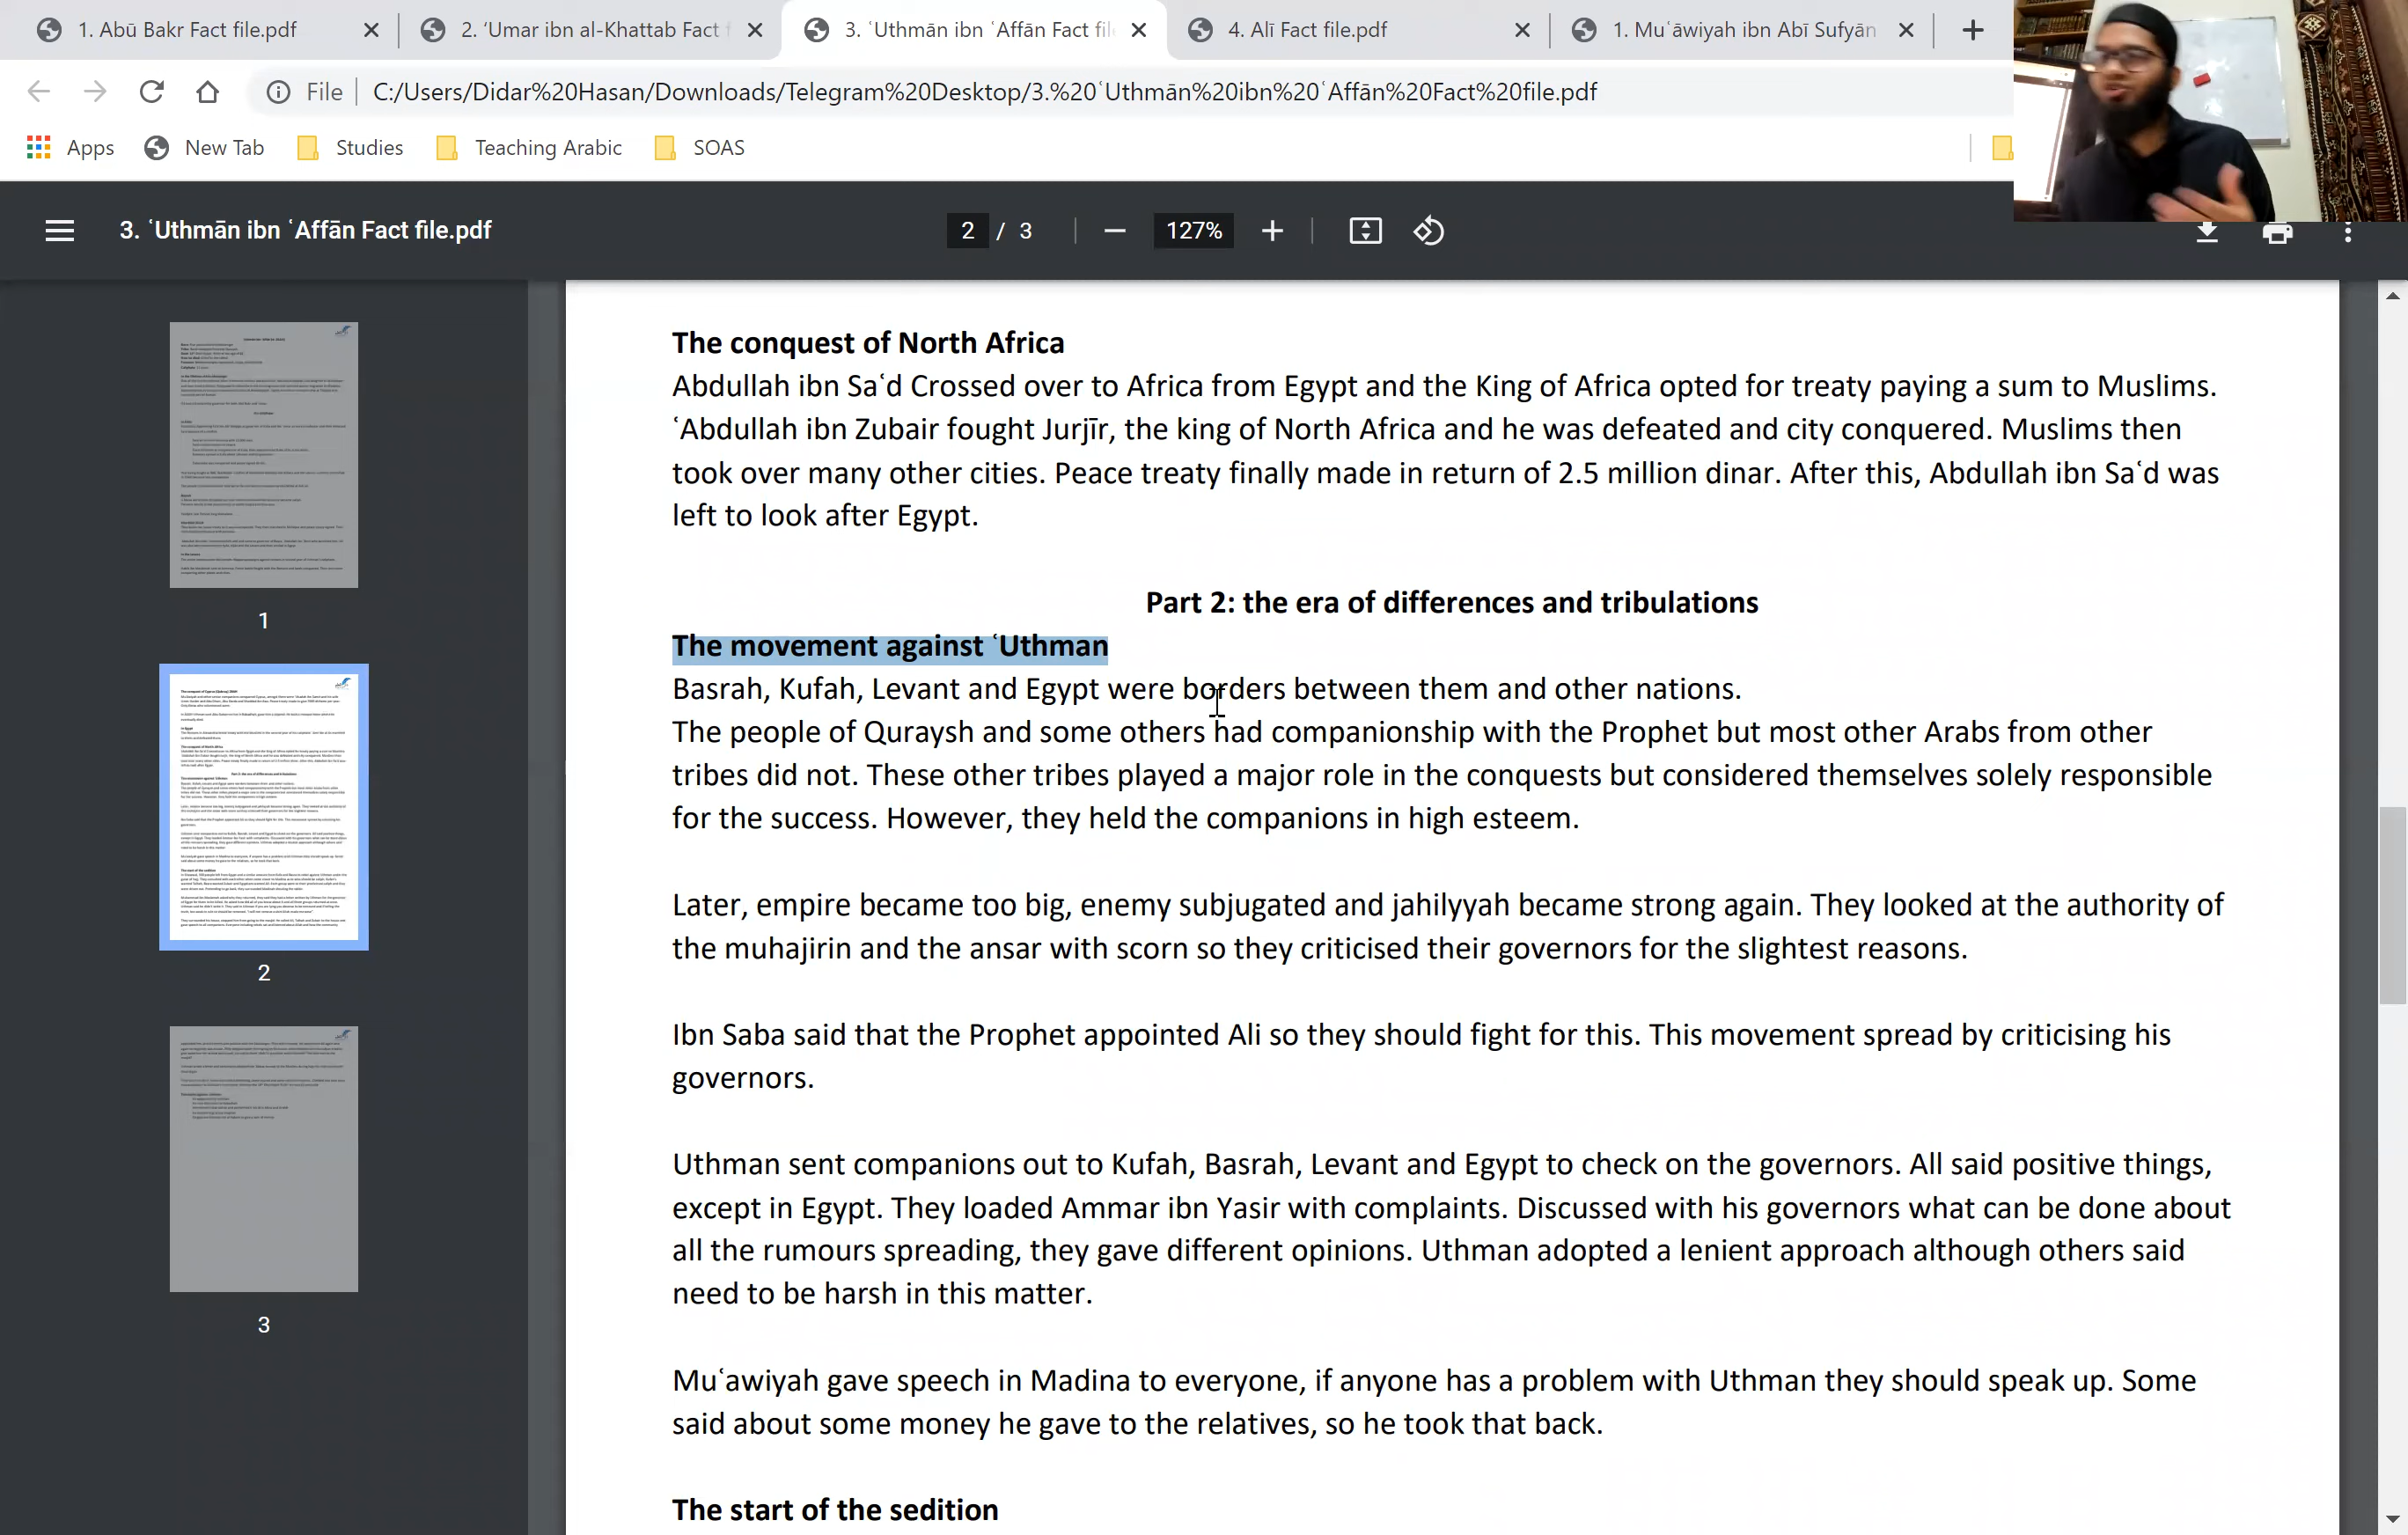 1. Abū Bakr Fact file.pdf
2. ʻUmar ibn al-Khattab Fact f
3. ʿUthmān ibn ʿAffān Fact fil
4. Alī Fact file.pdf
1. Muʿāwiyah ibn Abī Sufyān
File
C:/Users/Didar%20Hasan/Downloads/Telegram%20Desktop/3.%20ʿUthmān%20ibn%20ʿAffān%20Fact%20file.pdf
Apps
New Tab
Studies
Teaching Arabic
SOAS
3. ʿUthmān ibn ʿAffān Fact file.pdf
2 / 3
127%
The conquest of North Africa
Abdullah ibn Saʿd Crossed over to Africa from Egypt and the King of Africa opted for treaty paying a sum to Muslims.
ʿAbdullah ibn Zubair fought Jurjīr, the king of North Africa and he was defeated and city conquered. Muslims then
took over many other cities. Peace treaty finally made in return of 2.5 million dinar. After this, Abdullah ibn Saʿd was
left to look after Egypt.
Part 2: the era of differences and tribulations
The movement against ʿUthman
Basrah, Kufah, Levant and Egypt were borders between them and other nations.
The people of Quraysh and some others had companionship with the Prophet but most other Arabs from other
tribes did not. These other tribes played a major role in the conquests but considered themselves solely responsible
for the success. However, they held the companions in high esteem.
Later, empire became too big, enemy subjugated and jahilyyah became strong again. They looked at the authority of
the muhajirin and the ansar with scorn so they criticised their governors for the slightest reasons.
Ibn Saba said that the Prophet appointed Ali so they should fight for this. This movement spread by criticising his
governors.
Uthman sent companions out to Kufah, Basrah, Levant and Egypt to check on the governors. All said positive things,
except in Egypt. They loaded Ammar ibn Yasir with complaints. Discussed with his governors what can be done about
all the rumours spreading, they gave different opinions. Uthman adopted a lenient approach although others said
need to be harsh in this matter.
Muʿawiyah gave speech in Madina to everyone, if anyone has a problem with Uthman they should speak up. Some
said about some money he gave to the relatives, so he took that back.
The start of the sedition
1
2
3